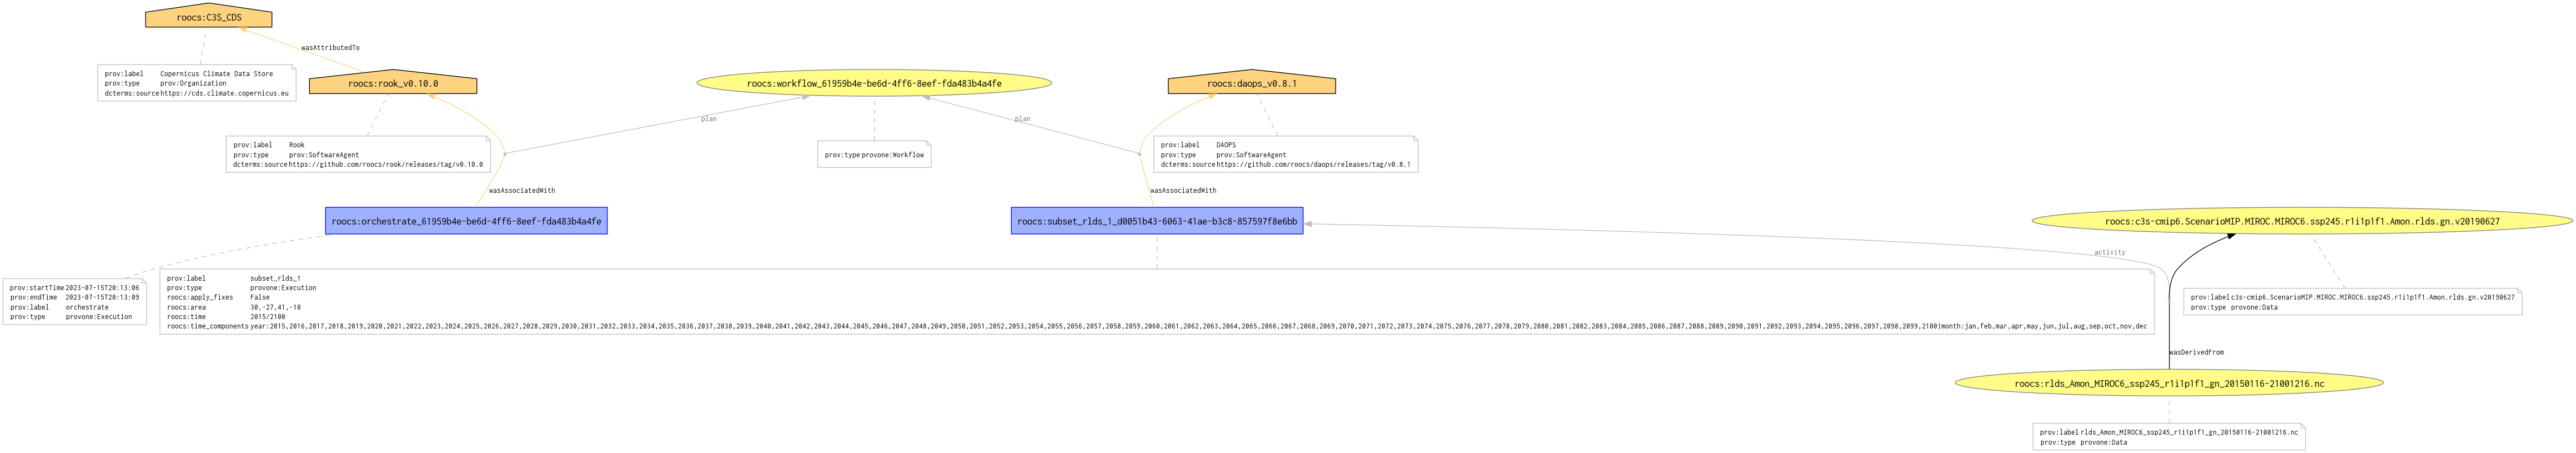 roocs:C3S_CDS
wasAttributedTo
prov:label Copernicus Climate Data Store
prov:type prov:Organization
dcterms:source https://cds.climate.copernicus.eu
roocs:rook_v0.10.0
roocs:workflow_61959b4e-be6d-4ff6-8eef-fda483b4a4fe
roocs:daops_v0.8.1
plan
plan
prov:label Rook
prov:type prov:SoftwareAgent
dcterms:source https://github.com/roocs/rook/releases/tag/v0.10.0
prov:type provone:Workflow
prov:label DAOPS
prov:type prov:SoftwareAgent
dcterms:source https://github.com/roocs/daops/releases/tag/v0.8.1
wasAssociatedWith
wasAssociatedWith
roocs:orchestrate_61959b4e-be6d-4ff6-8eef-fda483b4a4fe
roocs:subset_rlds_1_d0051b43-6063-41ae-b3c8-857597f8e6bb
roocs:c3s-cmip6.ScenarioMIP.MIROC.MIROC6.ssp245.r1i1p1f1.Amon.rlds.gn.v20190627
activity
prov:startTime 2023-07-15T20:13:06
prov:endTime 2023-07-15T20:13:09
prov:label orchestrate
prov:type provone:Execution
prov:label subset_rlds_1
prov:type provone:Execution
roocs:apply_fixes False
roocs:area 30,-27,41,-10
roocs:time 2015/2100
roocs:time_components year:2015,2016,2017,2018,2019,2020,2021,2022,2023,2024,2025,2026,2027,2028,2029,2030,2031,2032,2033,2034,2035,2036,2037,2038,2039,2040,2041,2042,2043,2044,2045,2046,2047,2048,2049,2050,2051,2052,2053,2054,2055,2056,2057,2058,2059,2060,2061,2062,2063,2064,2065,2066,2067,2068,2069,2070,2071,2072,2073,2074,2075,2076,2077,2078,2079,2080,2081,2082,2083,2084,2085,2086,2087,2088,2089,2090,2091,2092,2093,2094,2095,2096,2097,2098,2099,2100|month:jan,feb,mar,apr,may,jun,jul,aug,sep,oct,nov,dec
prov:label c3s-cmip6.ScenarioMIP.MIROC.MIROC6.ssp245.r1i1p1f1.Amon.rlds.gn.v20190627
prov:type provone:Data
wasDerivedFrom
roocs:rlds_Amon_MIROC6_ssp245_r1i1p1f1_gn_20150116-21001216.nc
prov:label rlds_Amon_MIROC6_ssp245_r1i1p1f1_gn_20150116-21001216.nc
prov:type provone:Data